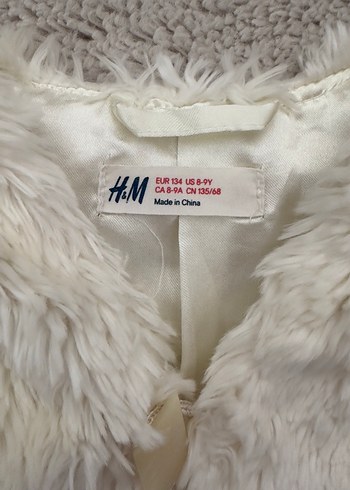 H&M
EUR 134 US 8-9Y
CA 8-9A CN 135/68
Made in China